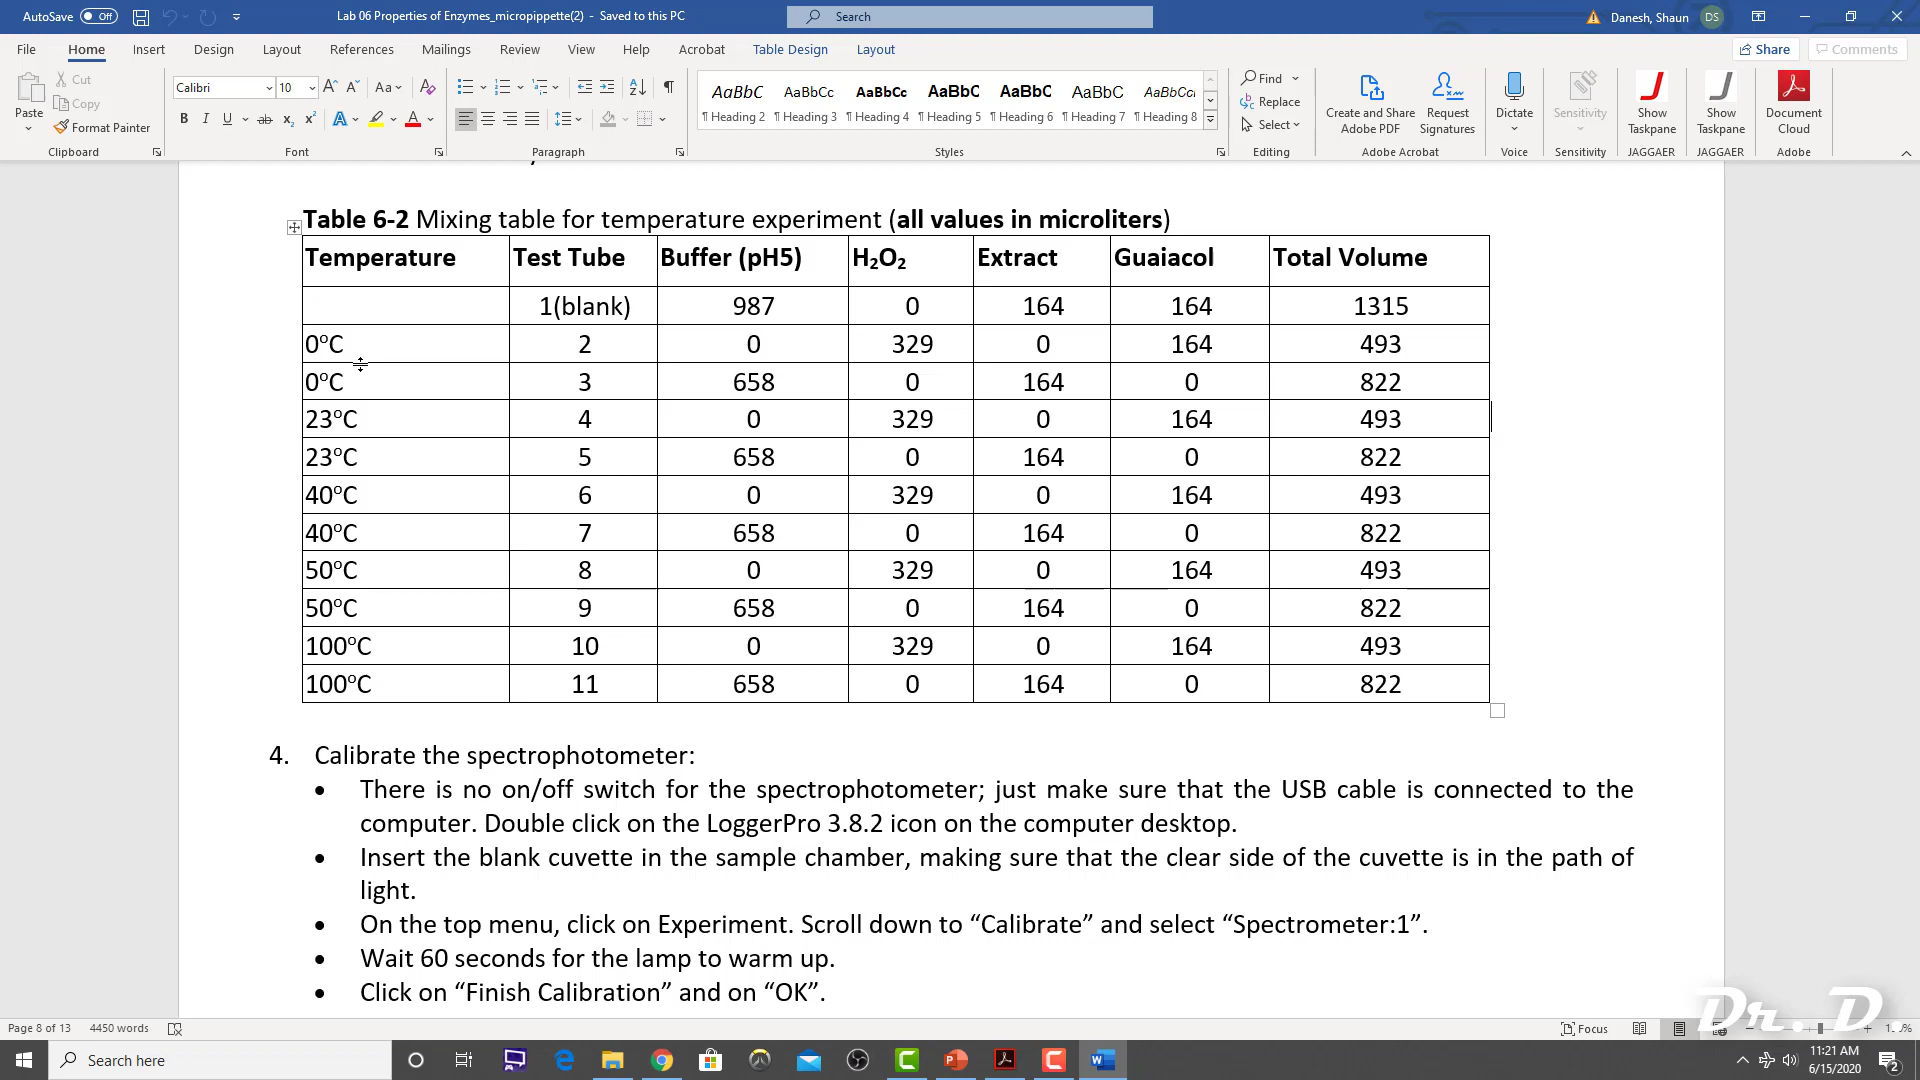 AutoSave Off
Lab 06 Properties of Enzymes_micropippette(2) - Saved to this PC
Search
Danesh, Shaun DS
File Home Insert Design Layout References Mailings Review View Help Acrobat Table Design Layout Share Comments
Paste
Cut
Copy
Format Painter
Calibri 10
AaBbC AaBbCc AaBbCc AaBbC AaBbC AaBbC AaBbCcI
¶ Heading 2 ¶ Heading 3 ¶ Heading 4 ¶ Heading 5 ¶ Heading 6 ¶ Heading 7 ¶ Heading 8
Find
Replace
Select
Create and Share Adobe PDF
Request Signatures
Dictate
Sensitivity
Show Taskpane
Show Taskpane
Document Cloud
Clipboard Font Paragraph Styles Editing Adobe Acrobat Voice Sensitivity JAGGAER JAGGAER Adobe
Table 6-2 Mixing table for temperature experiment (all values in microliters)
Temperature Test Tube Buffer (pH5) H₂O₂ Extract Guaiacol Total Volume
1(blank) 987 0 164 164 1315
0°C 2 0 329 0 164 493
0°C 3 658 0 164 0 822
23°C 4 0 329 0 164 493
23°C 5 658 0 164 0 822
40°C 6 0 329 0 164 493
40°C 7 658 0 164 0 822
50°C 8 0 329 0 164 493
50°C 9 658 0 164 0 822
100°C 10 0 329 0 164 493
100°C 11 658 0 164 0 822
4. Calibrate the spectrophotometer:
• There is no on/off switch for the spectrophotometer; just make sure that the USB cable is connected to the
computer. Double click on the LoggerPro 3.8.2 icon on the computer desktop.
• Insert the blank cuvette in the sample chamber, making sure that the clear side of the cuvette is in the path of
light.
• On the top menu, click on Experiment. Scroll down to “Calibrate” and select “Spectrometer:1”.
• Wait 60 seconds for the lamp to warm up.
• Click on “Finish Calibration” and on “OK”.
Dr. D.
Page 8 of 13 4450 words Focus
Search here
11:21 AM
6/15/2020
2